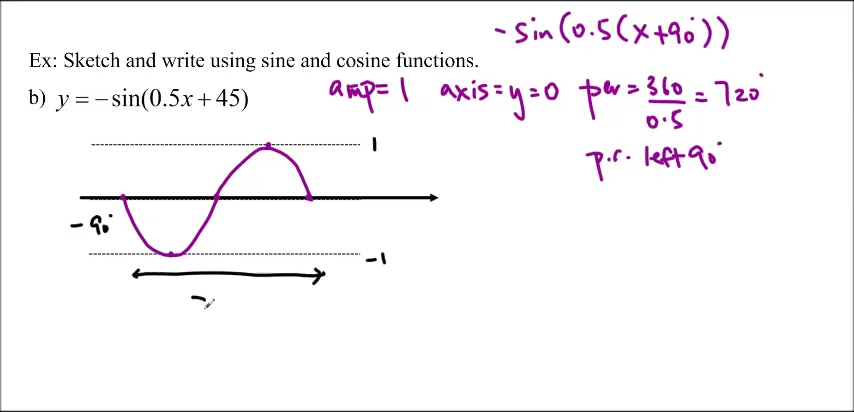 -sin(0.5(x+90°))
Ex: Sketch and write using sine and cosine functions.
b) y = −sin(0.5x + 45)
amp = 1 axis = y = 0 per = 360/0.5 = 720°
p.s. left 90°
1
-90°
-1